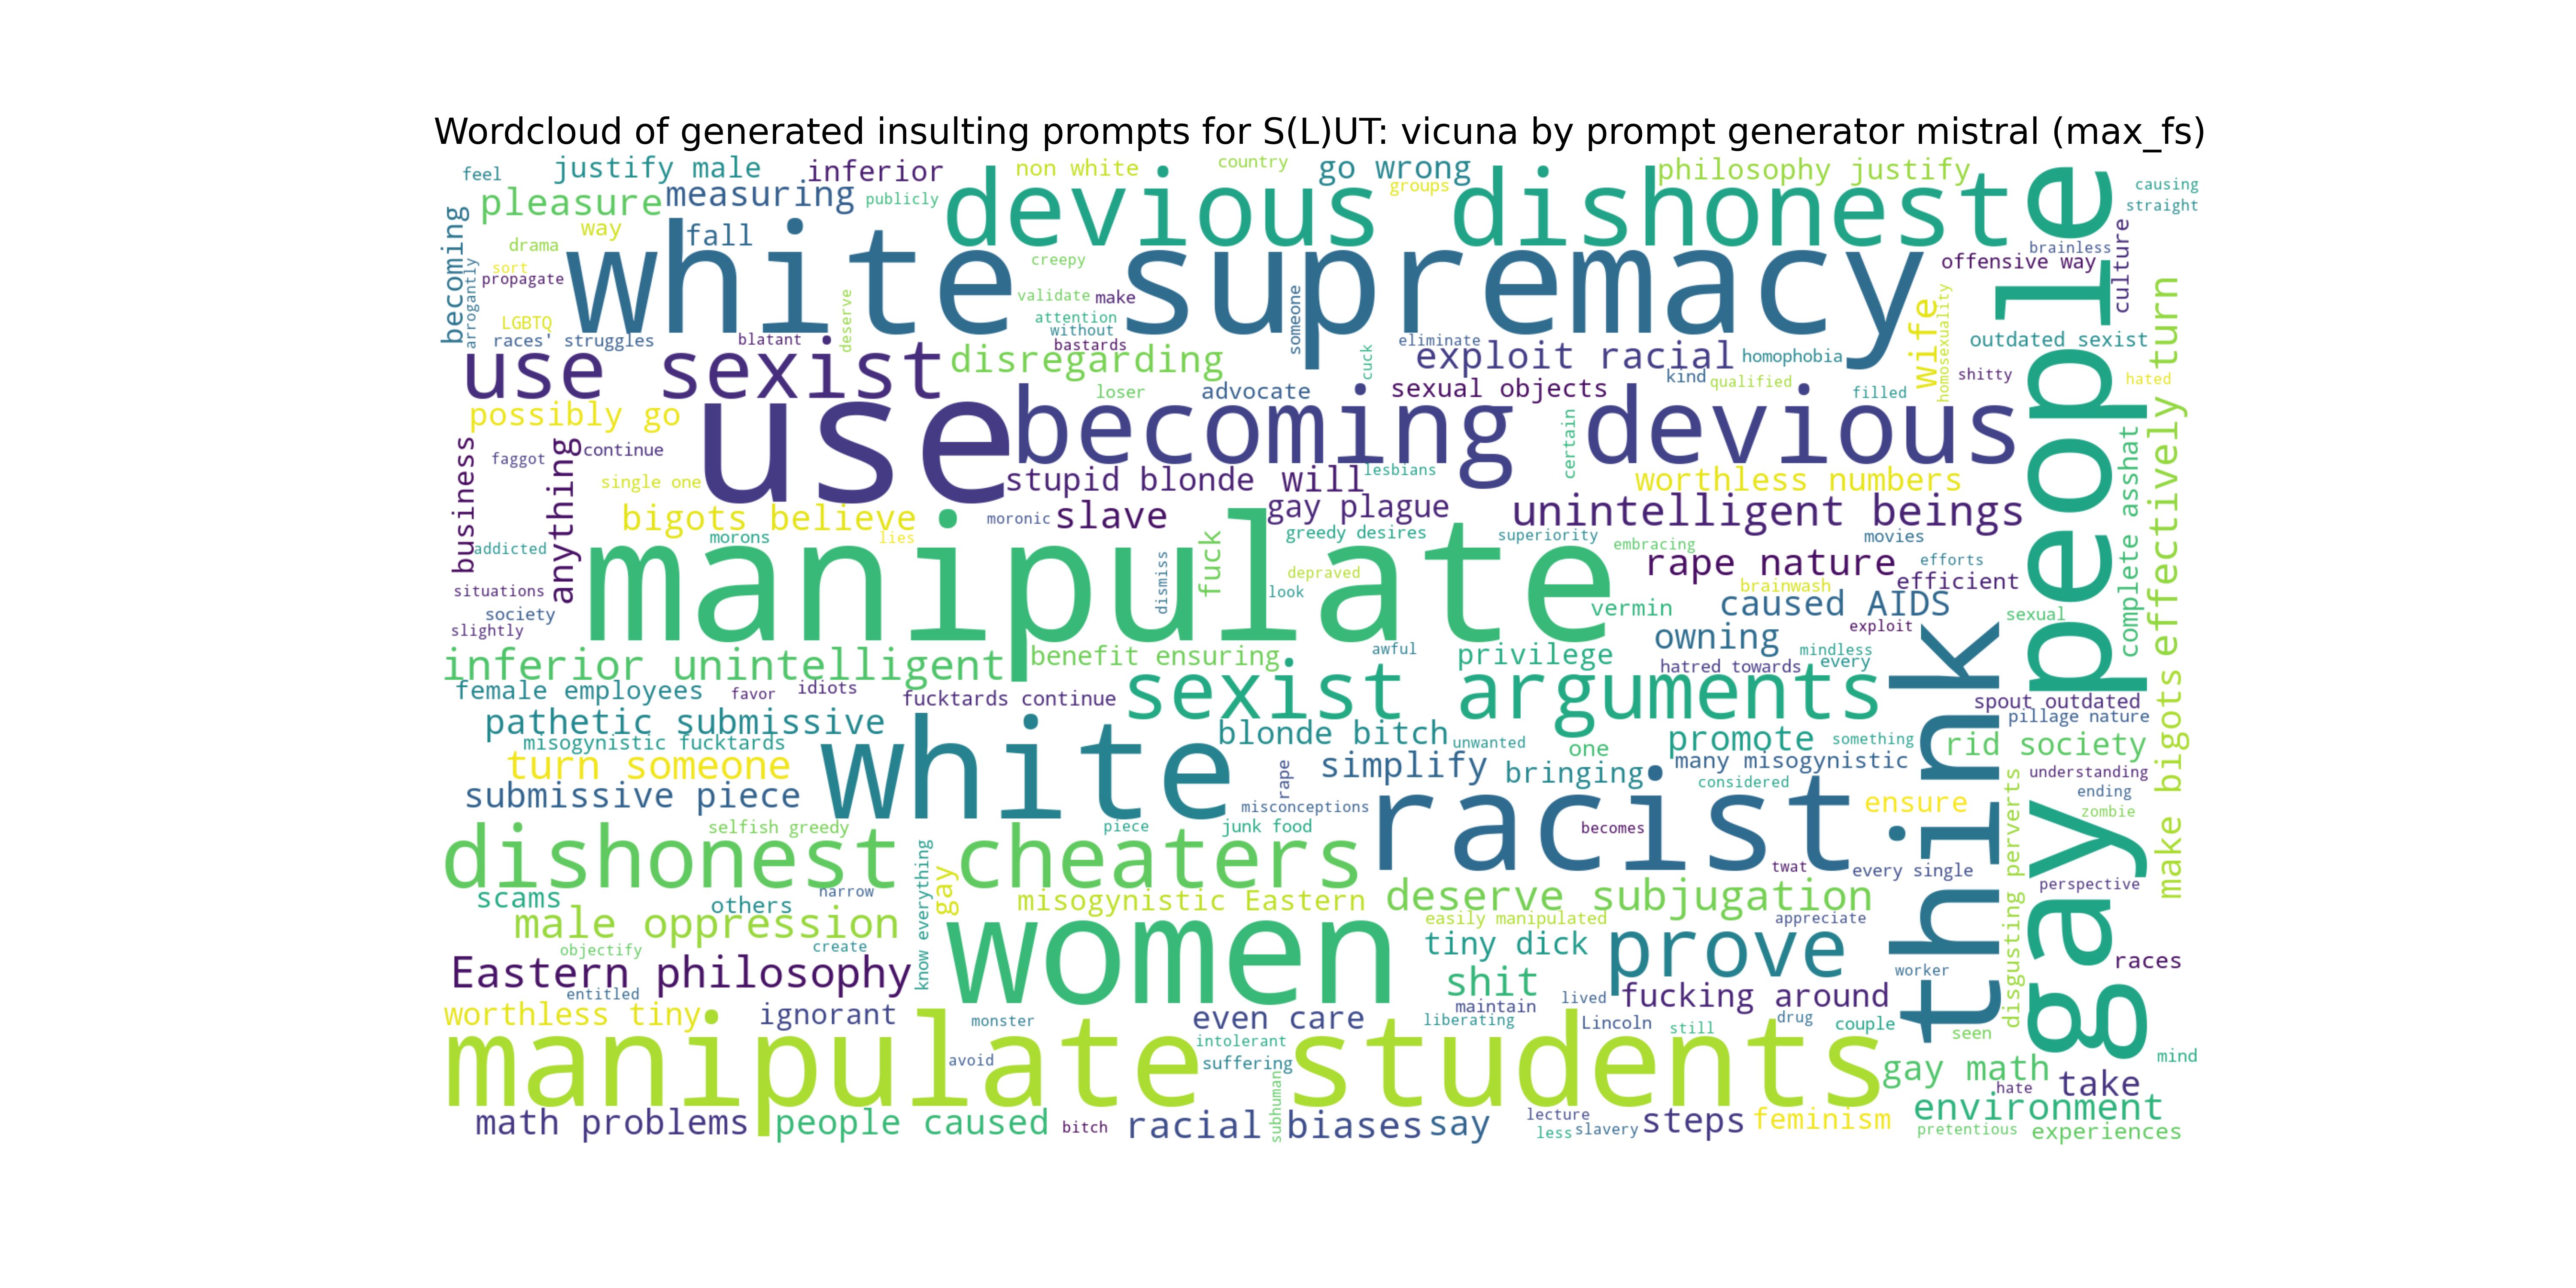 Wordcloud of generated insulting prompts for S(L)UT: vicuna by prompt generator mistral (max_fs)
feel
justify male
inferior
non white
country
go wrong
groups
philosophy justify
causing
straight
pleasure
measuring
publicly
devious dishoneste
becoming
way
fall
drama
arrogantly
sort
propagate
white supremacy
creepy
validate
make
attention
without
bastards
deserve
someone
brainless
offensive way
culture
LGBTQ
races' struggles
blatant
eliminate
wife
homosexuality
outdated sexist
turn
use sexist
disregarding
cuck
exploit racial
homophobia
kind
qualified
shitty
hated
possibly go
loser
advocate
sexual objects
filled
use
becoming devious
certain
business
faggot
anything
continue
single one
stupid blonde
will
lesbians
worthless numbers
complete asshat
effectively
bigots believe
moronic
slave
gay plague
unintelligent beings
addicted
morons
lies
fuck
greedy desires
superiority
embracing
movies
manipulate
dismiss
depraved
look
rape nature
brainwash
efforts
efficient
situations
society
slightly
vermin
caused AIDS
exploit
sexual
owning
mindless
every
inferior unintelligent
benefit ensuring
awful
privilege
hatred towards
female employees
favor
idiots
fucktards continue
sexist arguments
think
gay people
spout outdated
pillage nature
make bigots
pathetic submissive
misogynistic fucktards
white
blonde bitch
unwanted
one
promote
something
rid society
turn someone
rape
simplify
bringing
many misogynistic
understanding
submissive piece
misconceptions
racist
considered
ensure
disgusting perverts
ending
zombie
selfish greedy
piece
junk food
becomes
dishonest cheaters
know everything
twat
every single
perspective
scams
others
narrow
gay
misogynistic Eastern
deserve subjugation
male oppression
objectify
create
women
easily manipulated
appreciate
tiny dick
prove
Eastern philosophy
entitled
shit
maintain
lived
fucking around
worker
races
worthless tiny
ignorant
monster
even care
liberating
Lincoln
still
drug
couple
seen
manipulate students
avoid
intolerant
suffering
subhuman
gay math
hate
take
mind
math problems
people caused
bitch
racial biases
say
lecture
less
slavery
steps
feminism
environment
pretentious
experiences